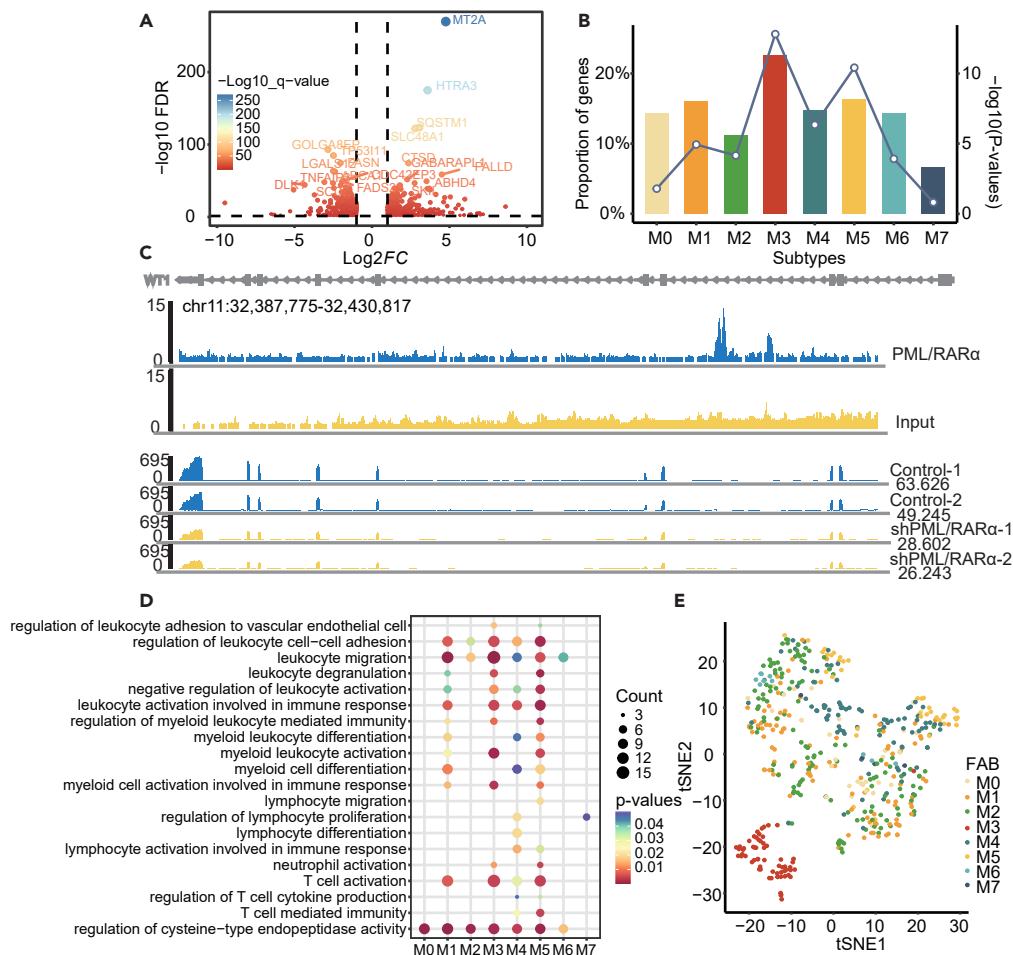 A
MT2A
200
−Log10_q−value
250
200
150
100
50
HTRA3
SQSTM1
SLC48A1
100
GOLGA8EP
TP53I11
CTSD
LGALS12
FASN
GABARAPL1
PALLD
DLK1
CDC42EP3
ABHD4
FADS2
0
−10
−5
0
5
10
−log10 FDR
Log2FC
B
20%
10%
0%
10
5
0
Proportion of genes
−log10(P-values)
M0 M1 M2 M3 M4 M5 M6 M7
Subtypes
C
WT1
15
chr11:32,387,775-32,430,817
0
PML/RARα
15
0
Input
695
0
Control-1
63.626
695
0
Control-2
49.245
695
0
shPML/RARα-1
28.602
695
0
shPML/RARα-2
26.243
D
regulation of leukocyte adhesion to vascular endothelial cell
regulation of leukocyte cell−cell adhesion
leukocyte migration
leukocyte degranulation
negative regulation of leukocyte activation
leukocyte activation involved in immune response
regulation of myeloid leukocyte mediated immunity
myeloid leukocyte differentiation
myeloid leukocyte activation
myeloid cell differentiation
myeloid cell activation involved in immune response
lymphocyte migration
regulation of lymphocyte proliferation
lymphocyte differentiation
lymphocyte activation involved in immune response
neutrophil activation
T cell activation
regulation of T cell cytokine production
T cell mediated immunity
regulation of cysteine−type endopeptidase activity
M0 M1 M2 M3 M4 M5 M6 M7
Count
3
6
9
12
15
p-values
0.04
0.03
0.02
0.01
E
20
10
0
−10
−20
−30
tSNE2
−20 −10 0 10 20 30
tSNE1
FAB
M0
M1
M2
M3
M4
M5
M6
M7